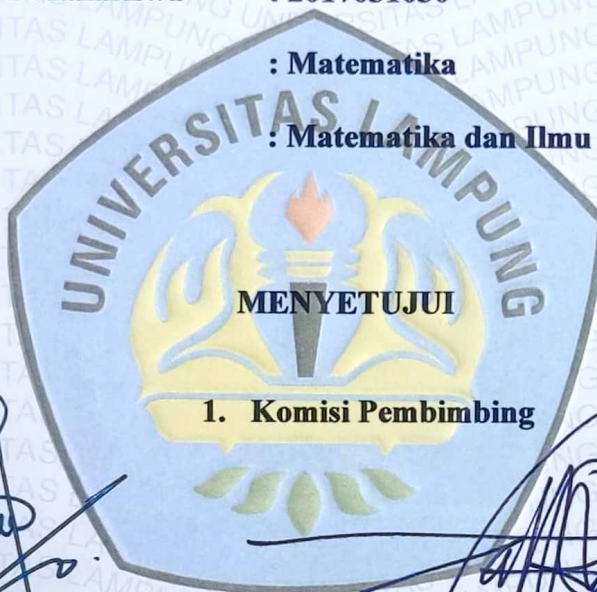 : Matematika
: Matematika dan Ilmu
UNIVERSITAS LAMPUNG
MENYETUJUI
1. Komisi Pembimbing